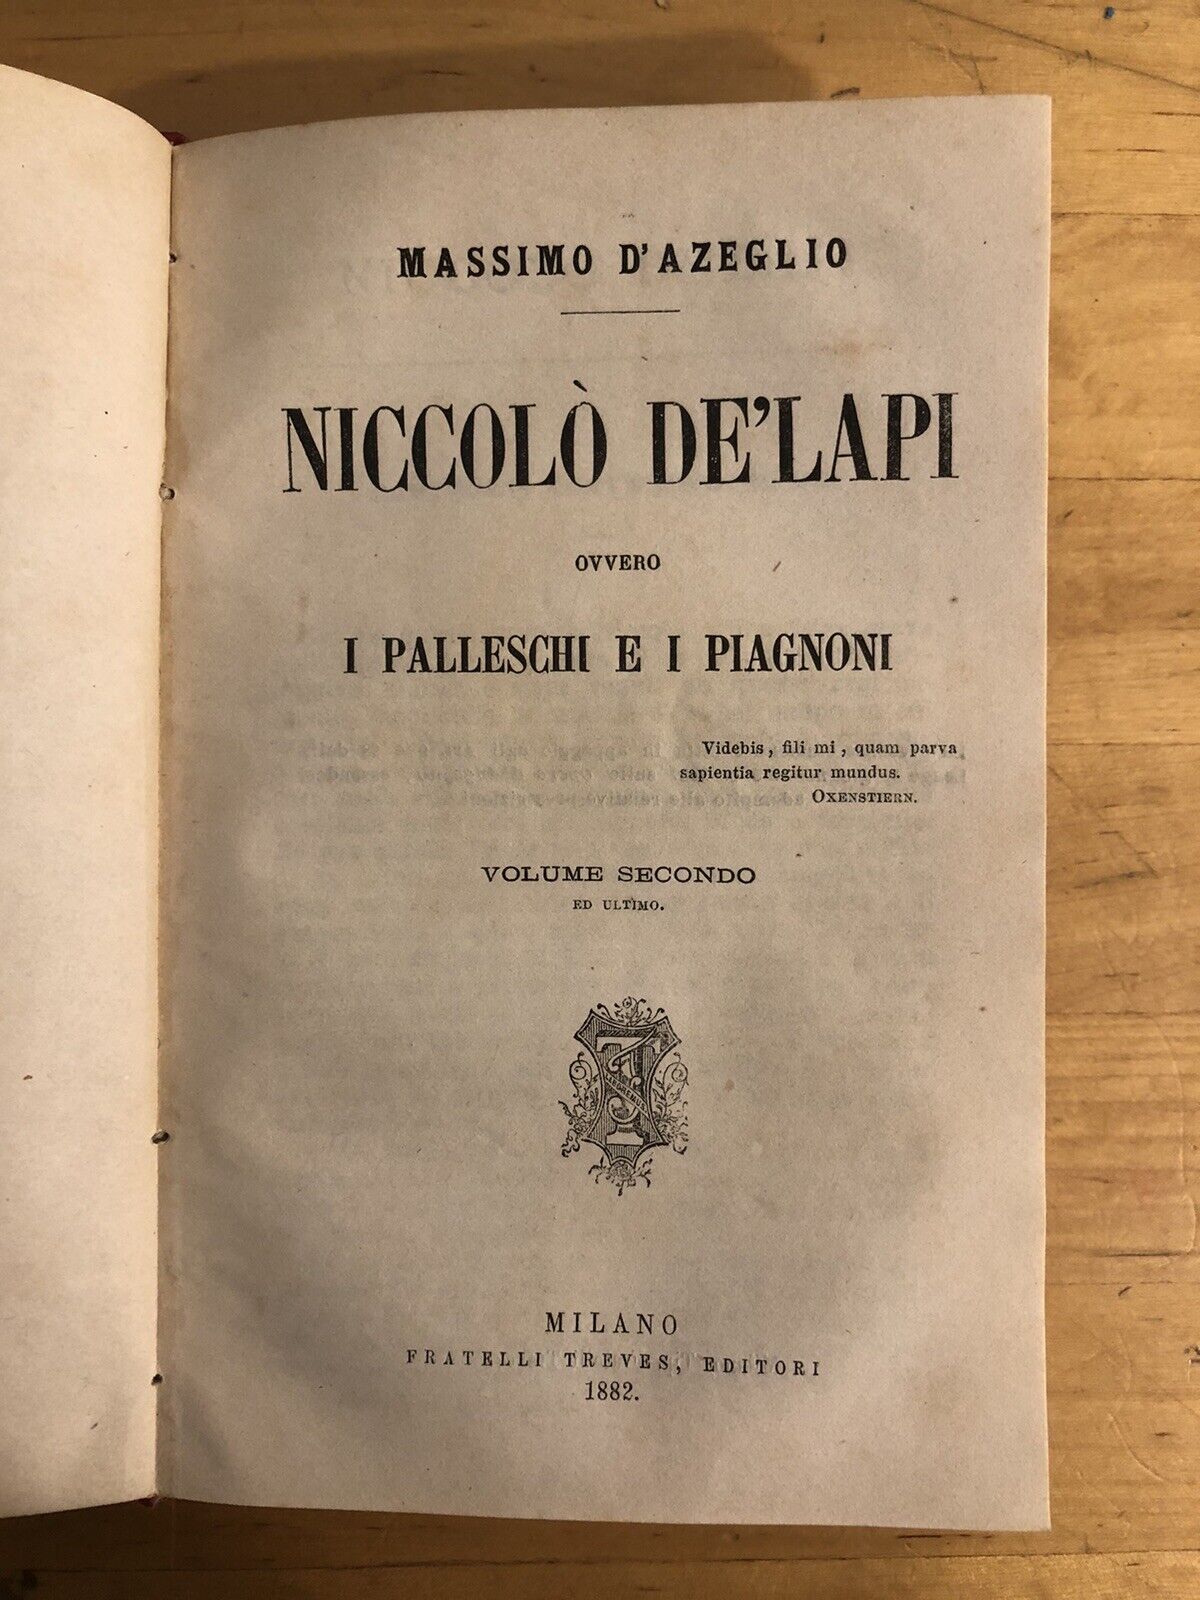 MASSIMO D'AZEGLIO
NICCOLÒ DE'LAPI
OVVERO
I PALLESCHI E I PIAGNONI
Videbis, fili mi, quam parva
sapientia regitur mundus.
OXENSTIERN.
VOLUME SECONDO
ED ULTIMO.
LABOREMUS
MILANO
FRATELLI TREVES, EDITORI
1882.